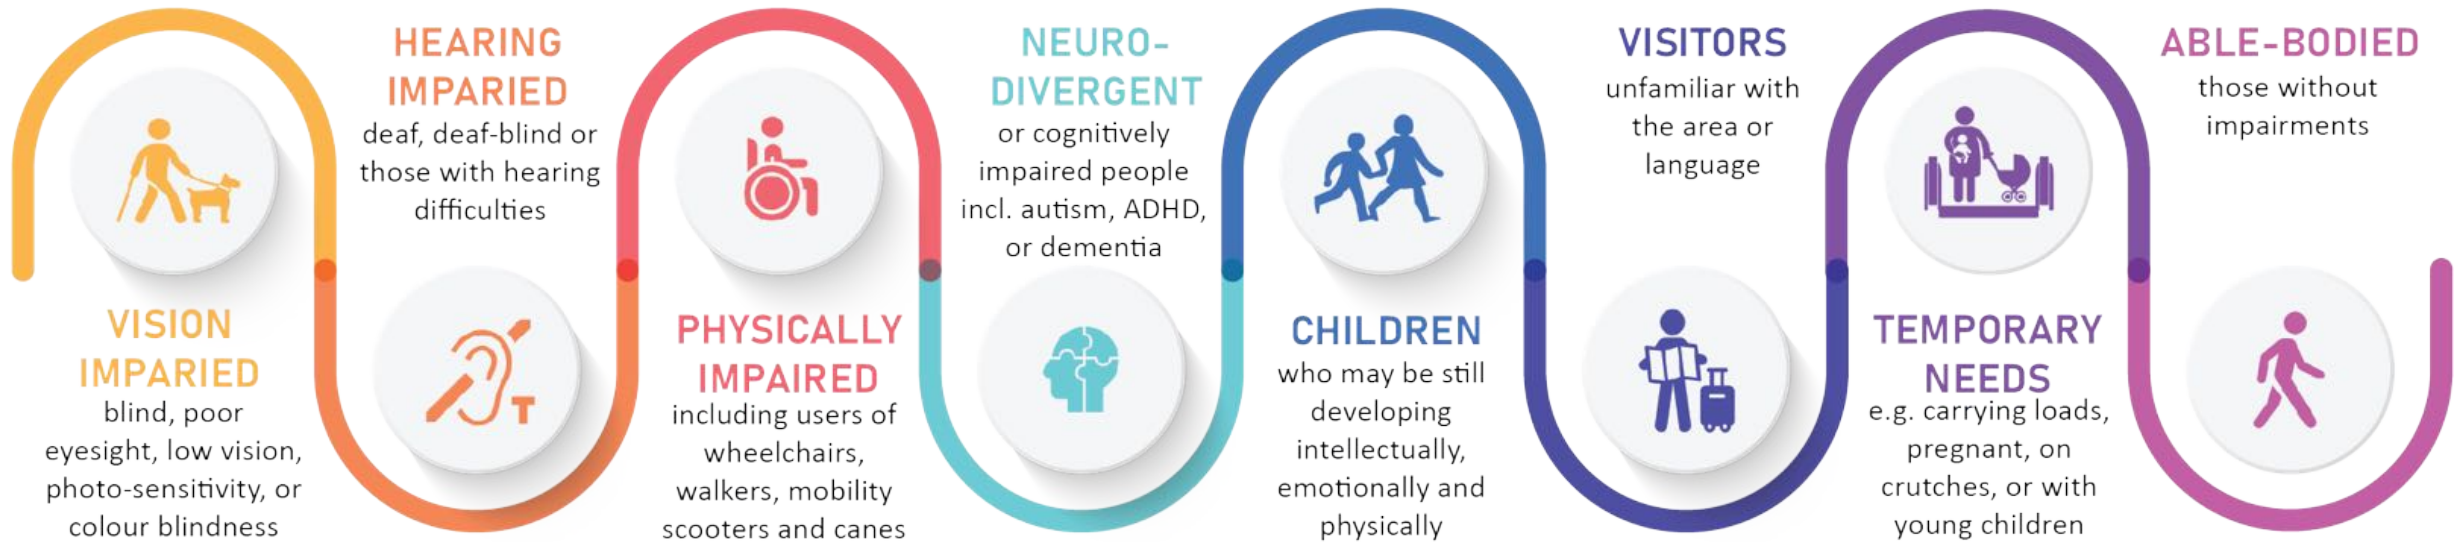 VISION
IMPARIED
blind, poor
eyesight, low vision,
photo-sensitivity, or
colour blindness
HEARING
IMPARIED
deaf, deaf-blind or
those with hearing
difficulties
T
PHYSICALLY
IMPAIRED
including users of
wheelchairs,
walkers, mobility
scooters and canes
NEURO-
DIVERGENT
or cognitively
impaired people
incl. autism, ADHD,
or dementia
CHILDREN
who may be still
developing
intellectually,
emotionally and
physically
VISITORS
unfamiliar with
the area or
language
TEMPORARY
NEEDS
e.g. carrying loads,
pregnant, on
crutches, or with
young children
ABLE-BODIED
those without
impairments